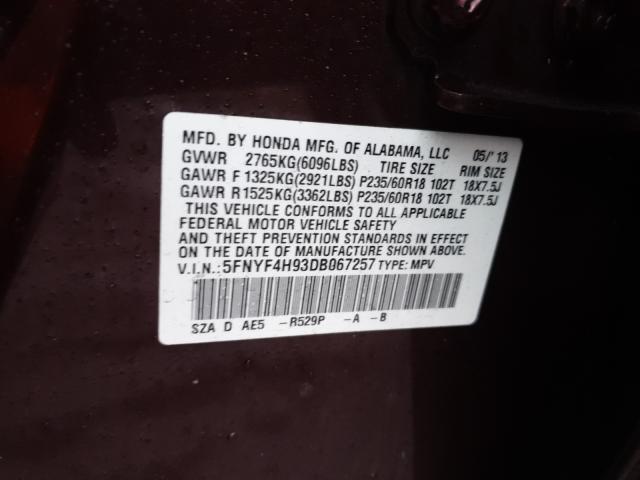 MFD. BY HONDA MFG. OF ALABAMA, LLC 05/'13
GVWR 2765KG(6096LBS) TIRE SIZE RIM SIZE
GAWR F 1325KG(2921LBS) P235/60R18 102T 18X7.5J
GAWR R 1525KG(3362LBS) P235/60R18 102T 18X7.5J
THIS VEHICLE CONFORMS TO ALL APPLICABLE
FEDERAL MOTOR VEHICLE SAFETY
AND THEFT PREVENTION STANDARDS IN EFFECT
ON THE DATE OF MANUFACTURE SHOWN ABOVE.
V.I.N.:5FNYF4H93DB067257 TYPE: MPV
SZA D AE5 -R529P -A -B